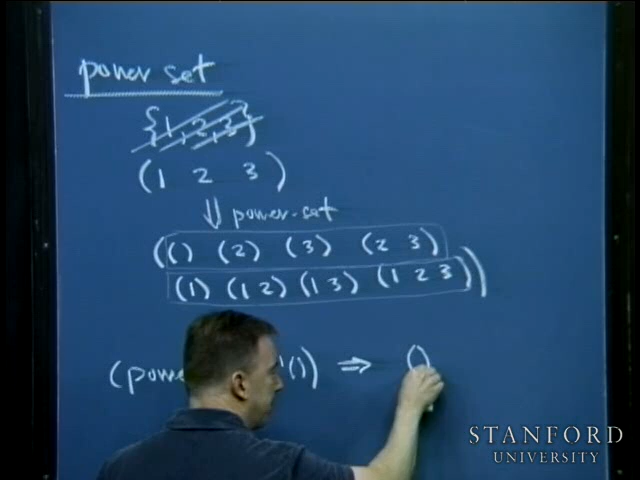 power set
{1, 2, 3}
(1 2 3)
⇓ power-set
(() (2) (3) (2 3)
(1) (1 2) (1 3) (1 2 3))
'()) ⇒ ()
STANFORD
UNIVERSITY